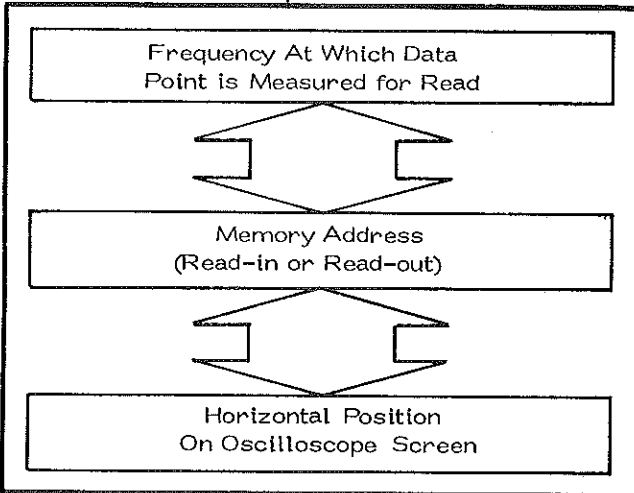 Frequency At Which Data
Point is Measured for Read
Memory Address
(Read-in or Read-out)
Horizontal Position
On Oscilloscope Screen